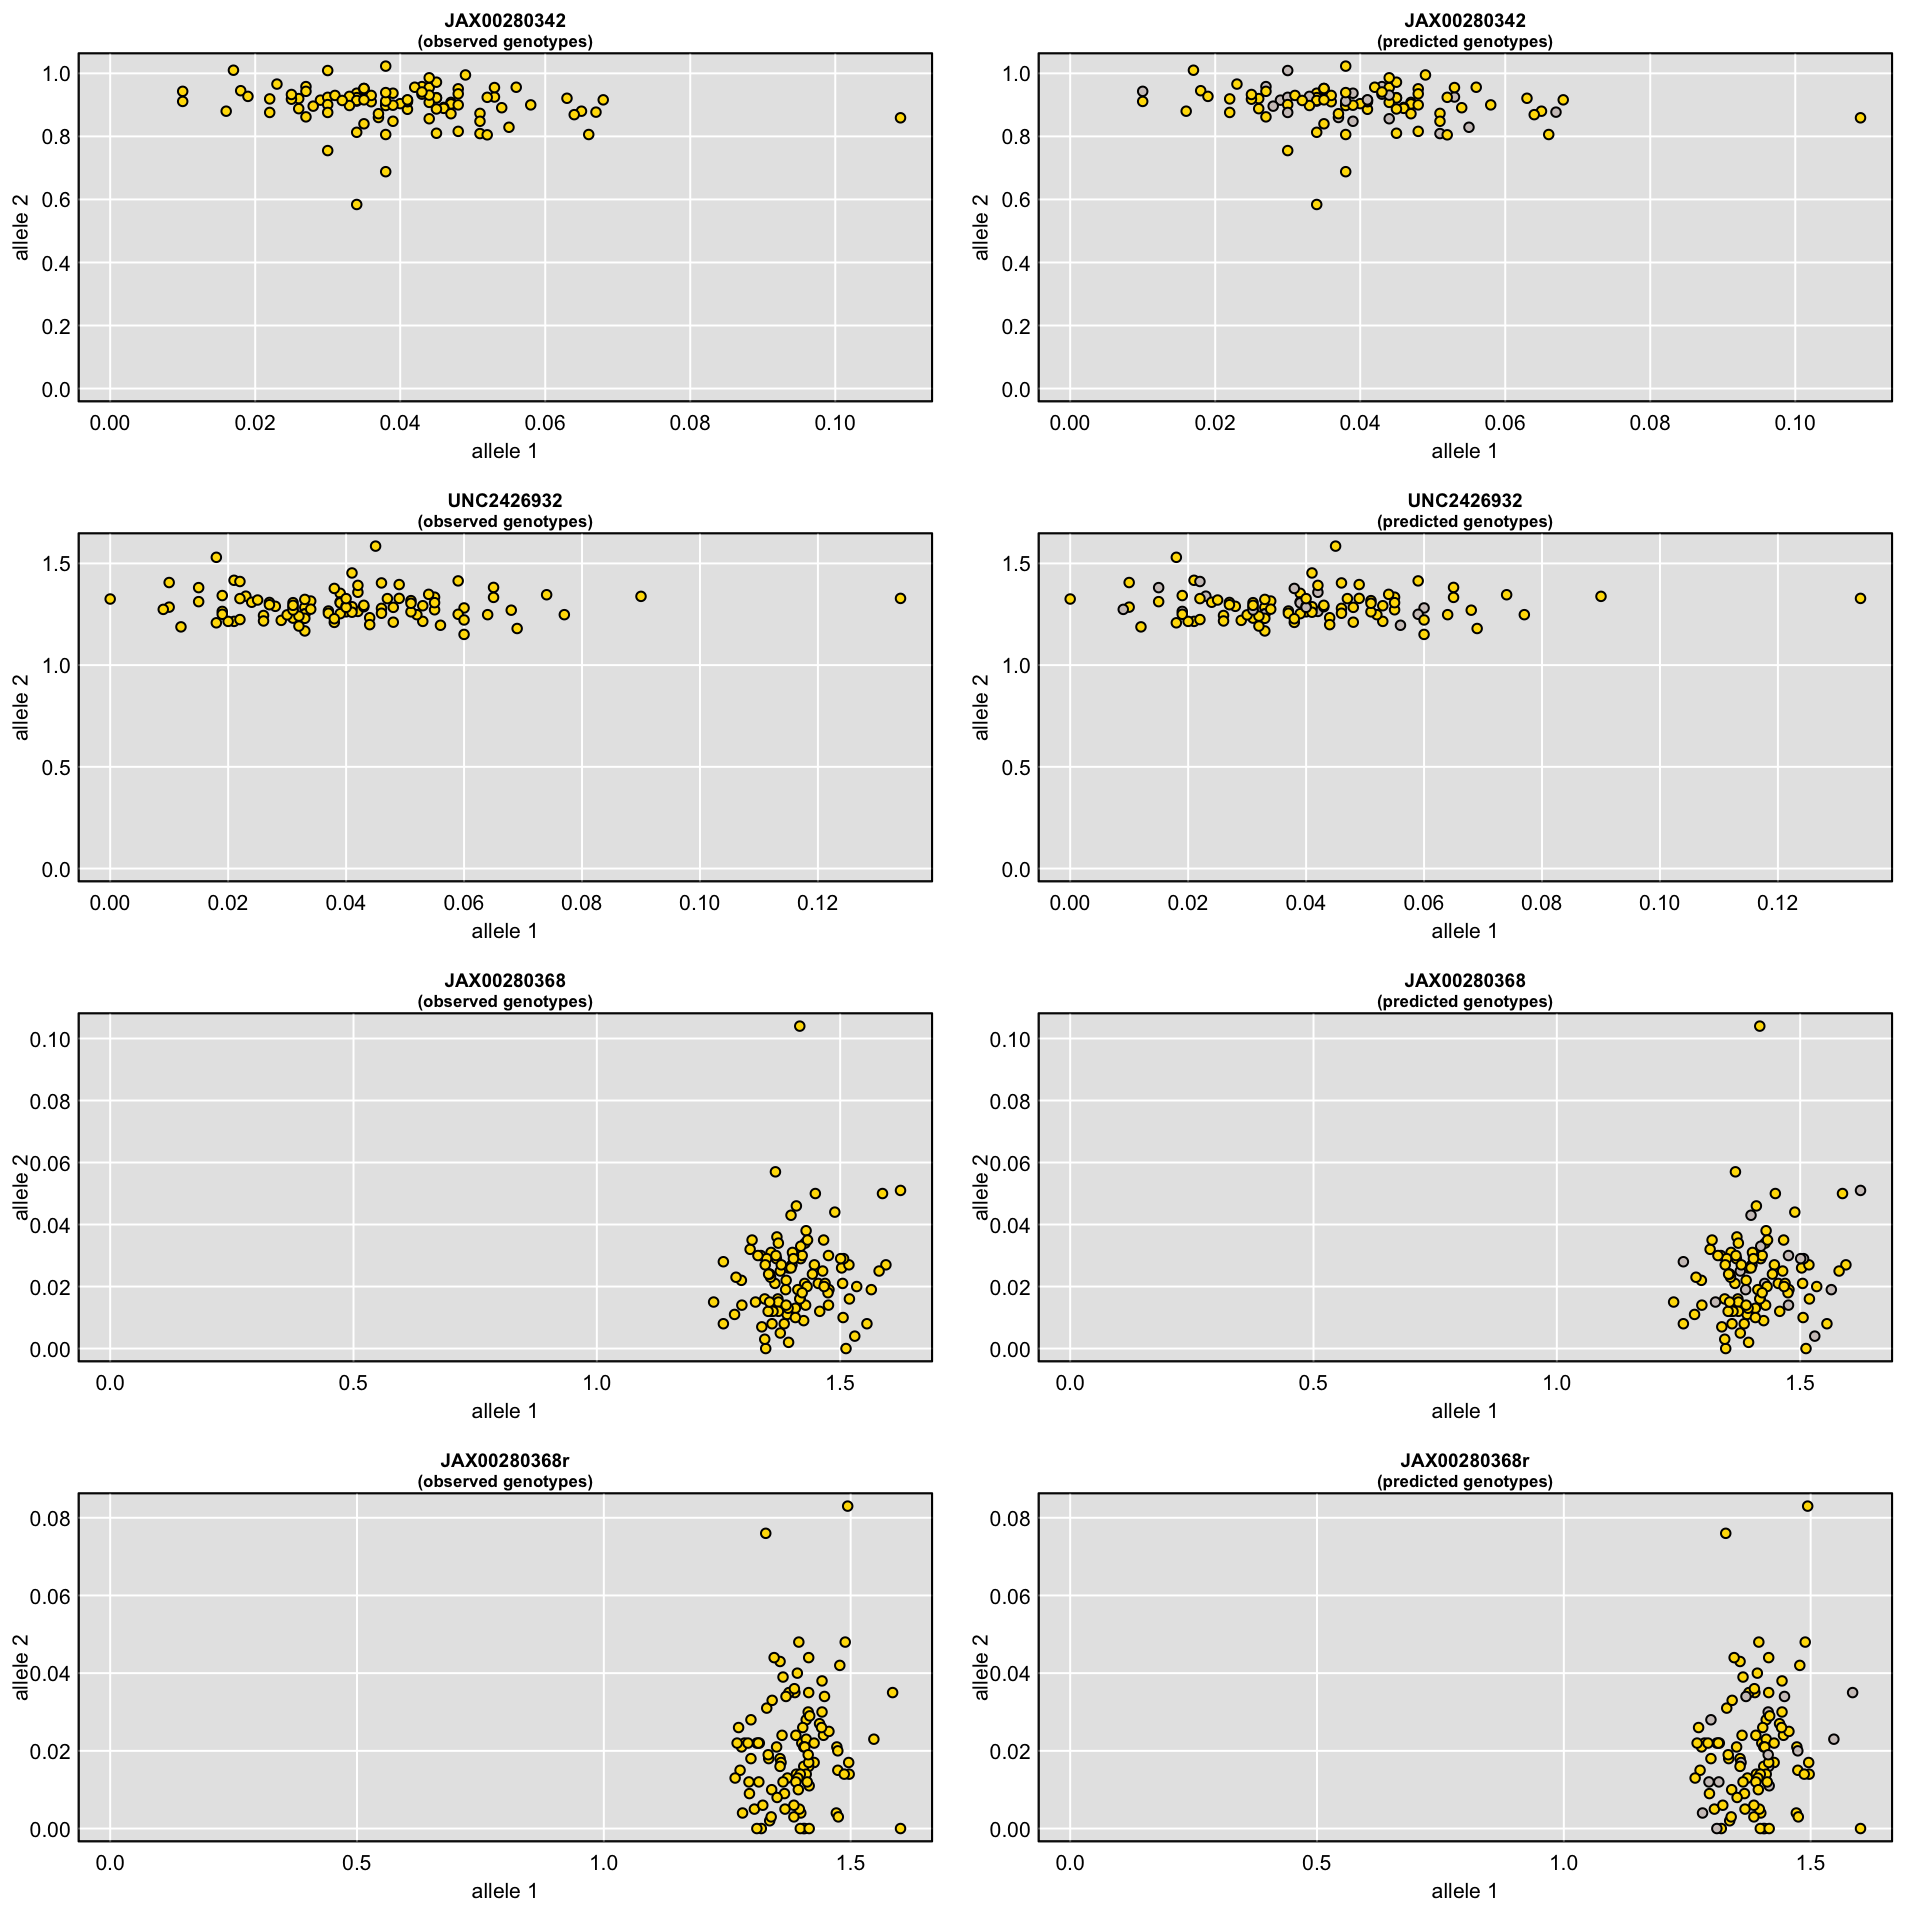 JAX00280342
(observed genotypes)
allele 2
1.0
0.8
0.6
0.4
0.2
0.0
0.00 0.02 0.04 0.06 0.08 0.10
allele 1
JAX00280342
(predicted genotypes)
allele 2
1.0
0.8
0.6
0.4
0.2
0.0
0.00 0.02 0.04 0.06 0.08 0.10
allele 1
UNC2426932
(observed genotypes)
allele 2
1.5
1.0
0.5
0.0
0.00 0.02 0.04 0.06 0.08 0.10 0.12
allele 1
UNC2426932
(predicted genotypes)
allele 2
1.5
1.0
0.5
0.0
0.00 0.02 0.04 0.06 0.08 0.10 0.12
allele 1
JAX00280368
(observed genotypes)
allele 2
0.10
0.08
0.06
0.04
0.02
0.00
0.0 0.5 1.0 1.5
allele 1
JAX00280368
(predicted genotypes)
allele 2
0.10
0.08
0.06
0.04
0.02
0.00
0.0 0.5 1.0 1.5
allele 1
JAX00280368r
(observed genotypes)
allele 2
0.08
0.06
0.04
0.02
0.00
0.0 0.5 1.0 1.5
allele 1
JAX00280368r
(predicted genotypes)
allele 2
0.08
0.06
0.04
0.02
0.00
0.0 0.5 1.0 1.5
allele 1